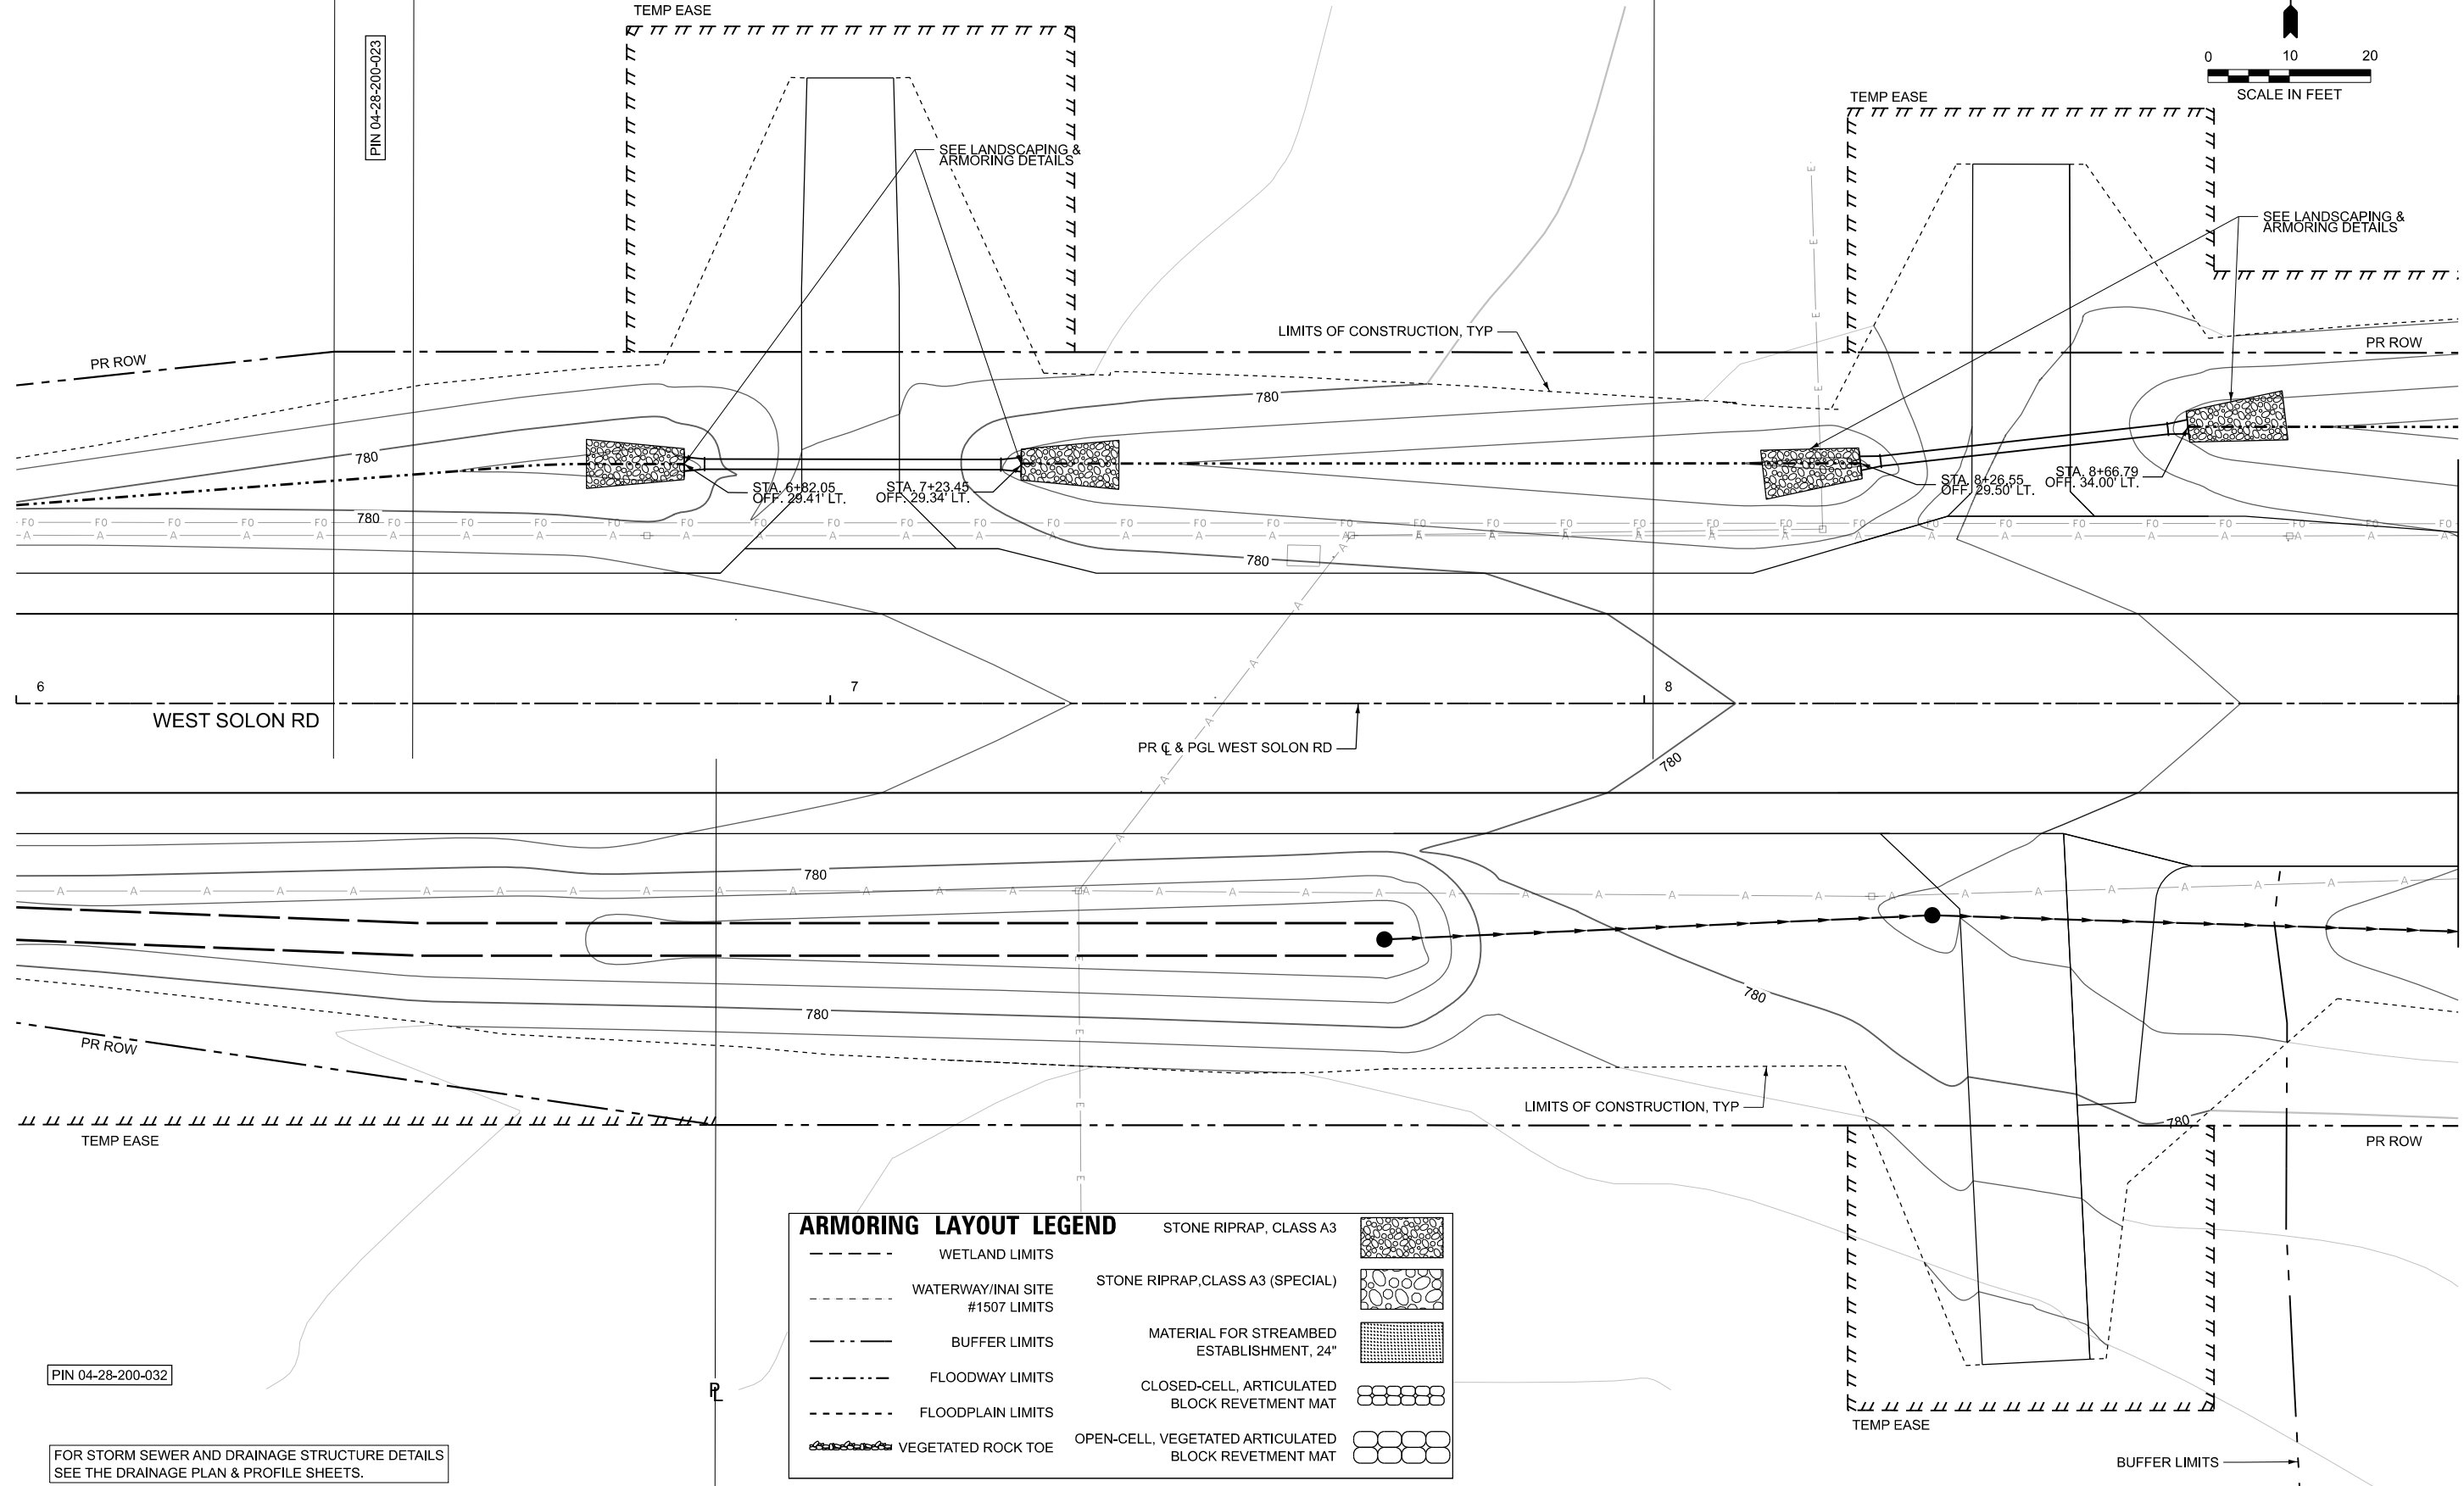 TEMP EASE
PIN 04-28-200-023
0 10 20
SCALE IN FEET
TEMP EASE
SEE LANDSCAPING &
ARMORING DETAILS
SEE LANDSCAPING &
ARMORING DETAILS
LIMITS OF CONSTRUCTION, TYP
PR ROW
PR ROW
780
780
STA. 6+82.05
OFF. 29.41' LT.
STA. 7+23.45
OFF. 29.34' LT.
STA. 8+26.55
OFF. 29.50' LT.
STA. 8+66.79
OFF. 34.00' LT.
780
780
6
7
8
WEST SOLON RD
PR ℄ & PGL WEST SOLON RD
780
780
780
780
PR ROW
LIMITS OF CONSTRUCTION, TYP
780
TEMP EASE
PR ROW
ARMORING LAYOUT LEGEND
WETLAND LIMITS
WATERWAY/INAI SITE
#1507 LIMITS
BUFFER LIMITS
FLOODWAY LIMITS
FLOODPLAIN LIMITS
VEGETATED ROCK TOE
STONE RIPRAP, CLASS A3
STONE RIPRAP,CLASS A3 (SPECIAL)
MATERIAL FOR STREAMBED
ESTABLISHMENT, 24"
CLOSED-CELL, ARTICULATED
BLOCK REVETMENT MAT
OPEN-CELL, VEGETATED ARTICULATED
BLOCK REVETMENT MAT
PIN 04-28-200-032
PL
TEMP EASE
BUFFER LIMITS
FOR STORM SEWER AND DRAINAGE STRUCTURE DETAILS
SEE THE DRAINAGE PLAN & PROFILE SHEETS.